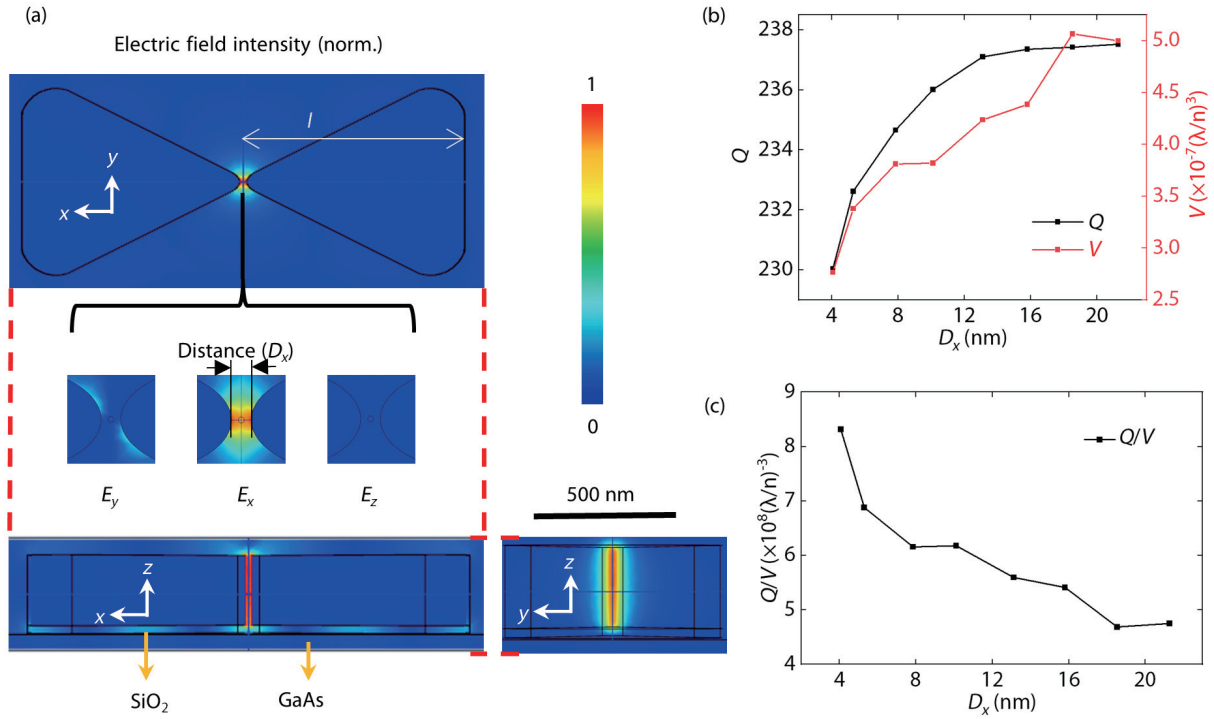 (a)
Electric field intensity (norm.)
l
y
x
1
0
Distance (Dₓ)
E_y
Eₓ
E_z
500 nm
z
x
z
y
SiO₂
GaAs
(b)
238
236
234
232
230
Q
5.0
4.5
4.0
3.5
3.0
2.5
V (×10⁻⁷(λ/n)³
Q
V
4
8
12
16
20
Dₓ (nm)
(c)
9
8
7
6
5
4
Q/V (×10⁸(λ/n)⁻³
Q/V
4
8
12
16
20
Dₓ (nm)